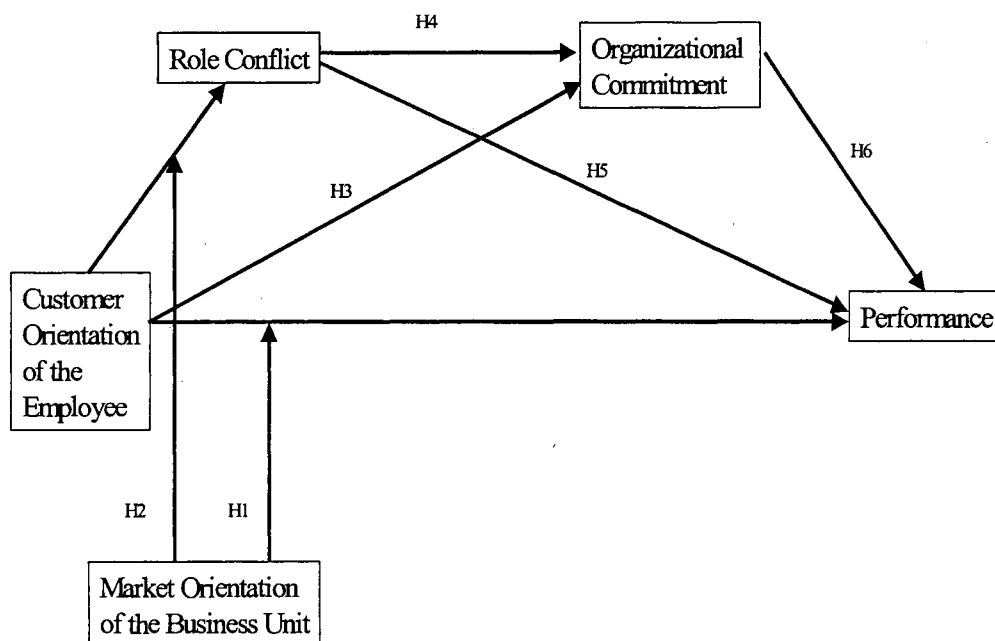 H4
Role Conflict
Organizational
Commitment
H6
H3
H5
Customer
Orientation
of the
Employee
Performance
H2
H1
Market Orientation
of the Business Unit